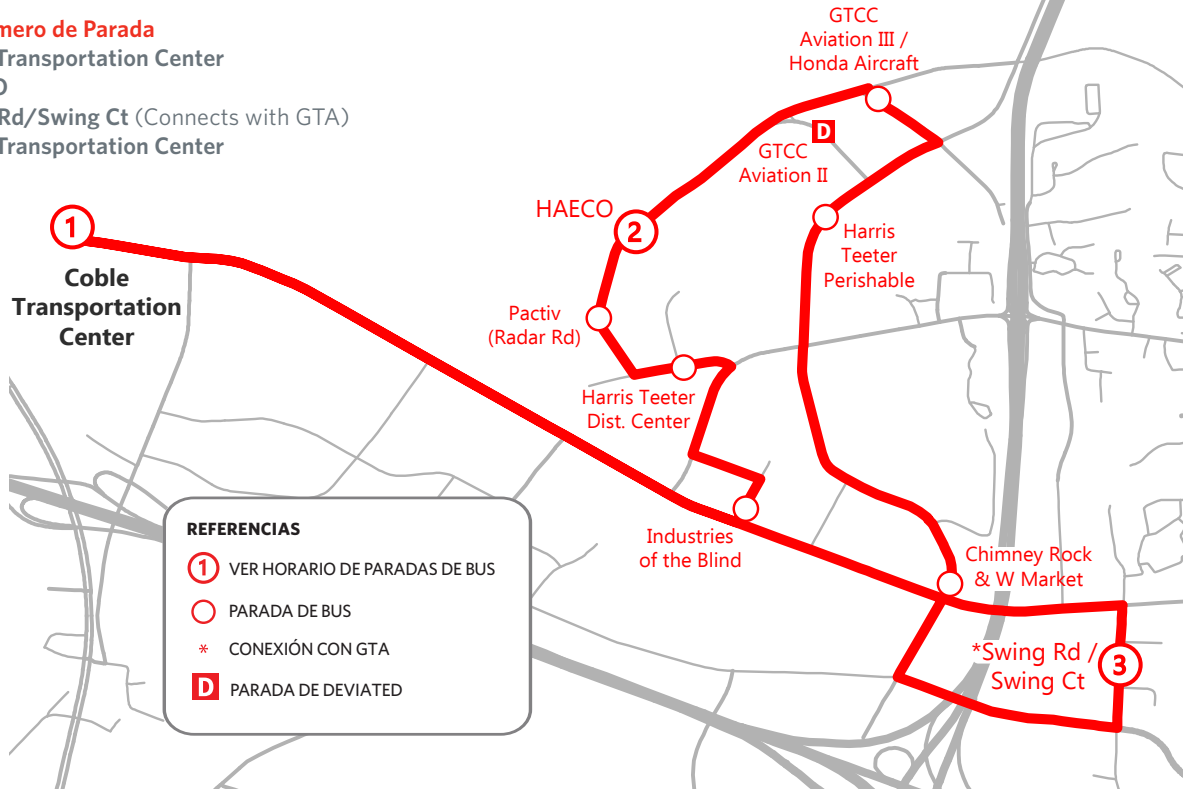 mero de Parada
Transportation Center
O
Rd/Swing Ct (Connects with GTA)
Transportation Center
GTCC
Aviation III /
Honda Aircraft
D
GTCC
Aviation II
HAECO
2
1
Coble
Transportation
Center
Harris
Teeter
Perishable
Pactiv
(Radar Rd)
Harris Teeter
Dist. Center
Industries
of the Blind
Chimney Rock
& W Market
*Swing Rd /
Swing Ct
3
REFERENCIAS
1 VER HORARIO DE PARADAS DE BUS
PARADA DE BUS
* CONEXIÓN CON GTA
D PARADA DE DEVIATED